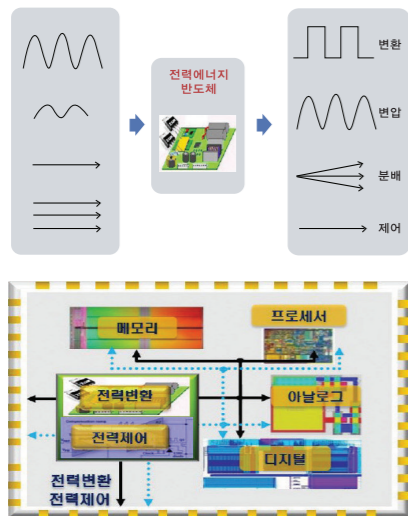 전력에너지
반도체
변환
변압
분배
제어
메모리
프로세서
전력변환
아날로그
전력제어
디지털
전력변환
전력제어